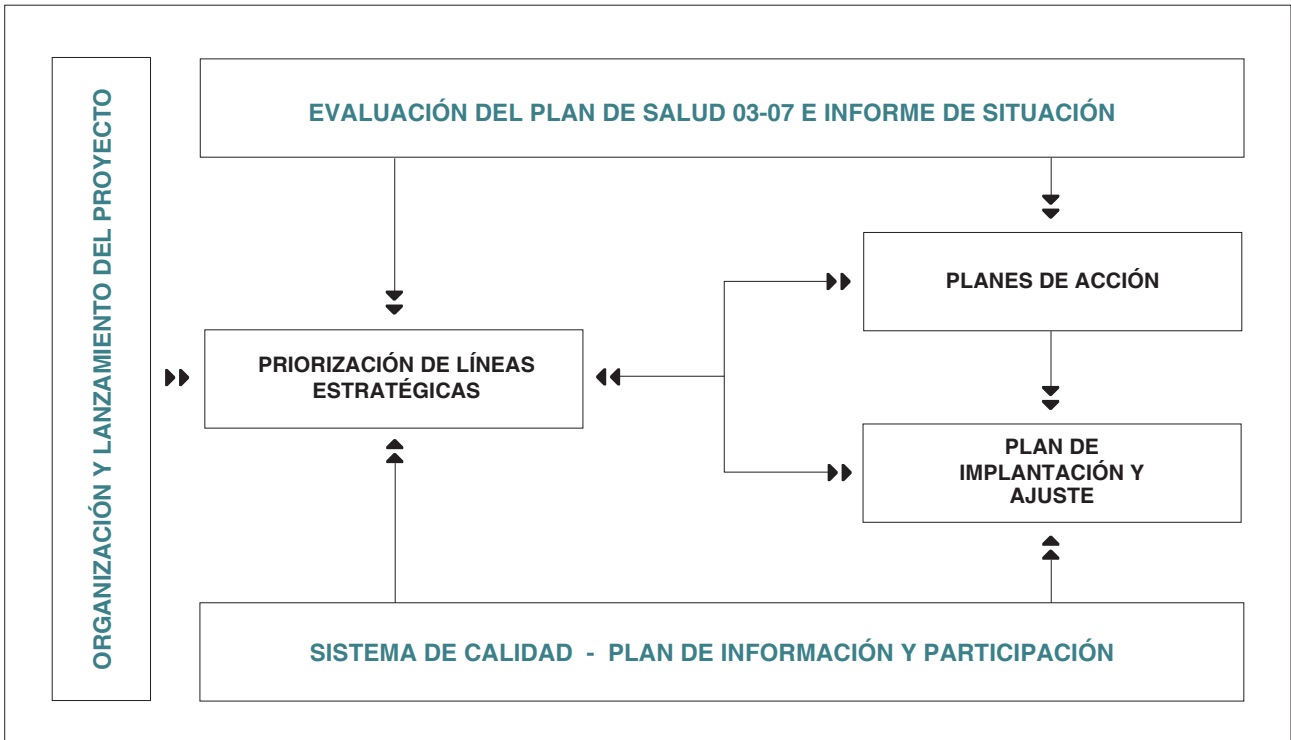 ORGANIZACIÓN Y LANZAMIENTO DEL PROYECTO
EVALUACIÓN DEL PLAN DE SALUD 03-07 E INFORME DE SITUACIÓN
PLANES DE ACCIÓN
PRIORIZACIÓN DE LÍNEAS
ESTRATÉGICAS
PLAN DE
IMPLANTACIÓN Y
AJUSTE
SISTEMA DE CALIDAD - PLAN DE INFORMACIÓN Y PARTICIPACIÓN